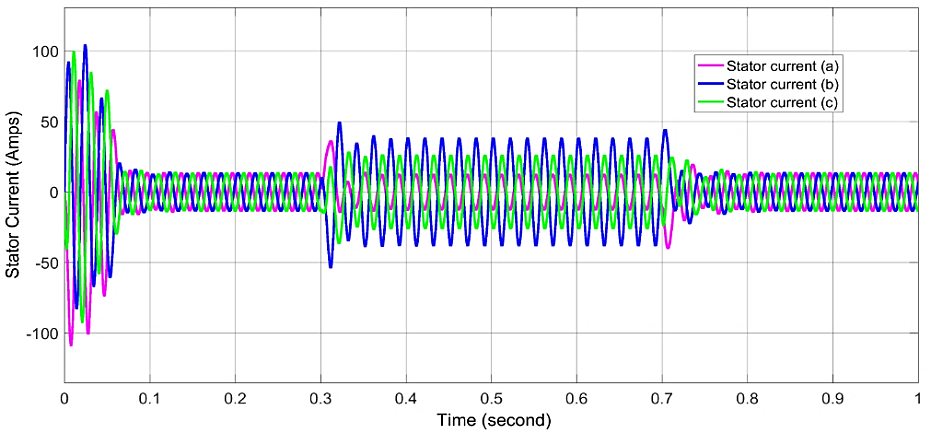 100
50
0
-50
-100
Stator Current (Amps)
Stator current (a)
Stator current (b)
Stator current (c)
0 0.1 0.2 0.3 0.4 0.5 0.6 0.7 0.8 0.9 1
Time (second)